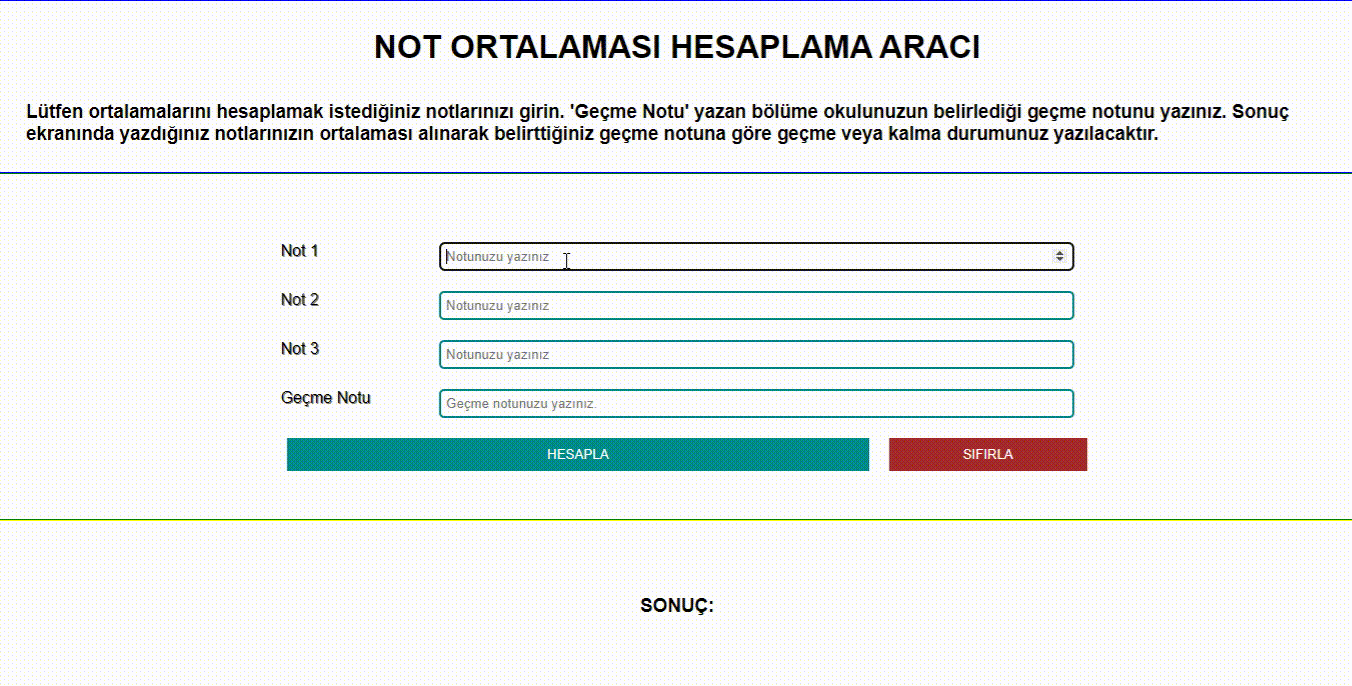 NOT ORTALAMASI HESAPLAMA ARACI
Lütfen ortalamalarını hesaplamak istediğiniz notlarınızı girin. 'Geçme Notu' yazan bölüme okulunuzun belirlediği geçme notunu yazınız. Sonuç
ekranında yazdığınız notlarınızın ortalaması alınarak belirttiğiniz geçme notuna göre geçme veya kalma durumunuz yazılacaktır.
Not 1 Notunuzu yazınız
Not 2 Notunuzu yazınız
Not 3 Notunuzu yazınız
Geçme Notu Geçme notunuzu yazınız.
HESAPLA SIFIRLA
SONUÇ: